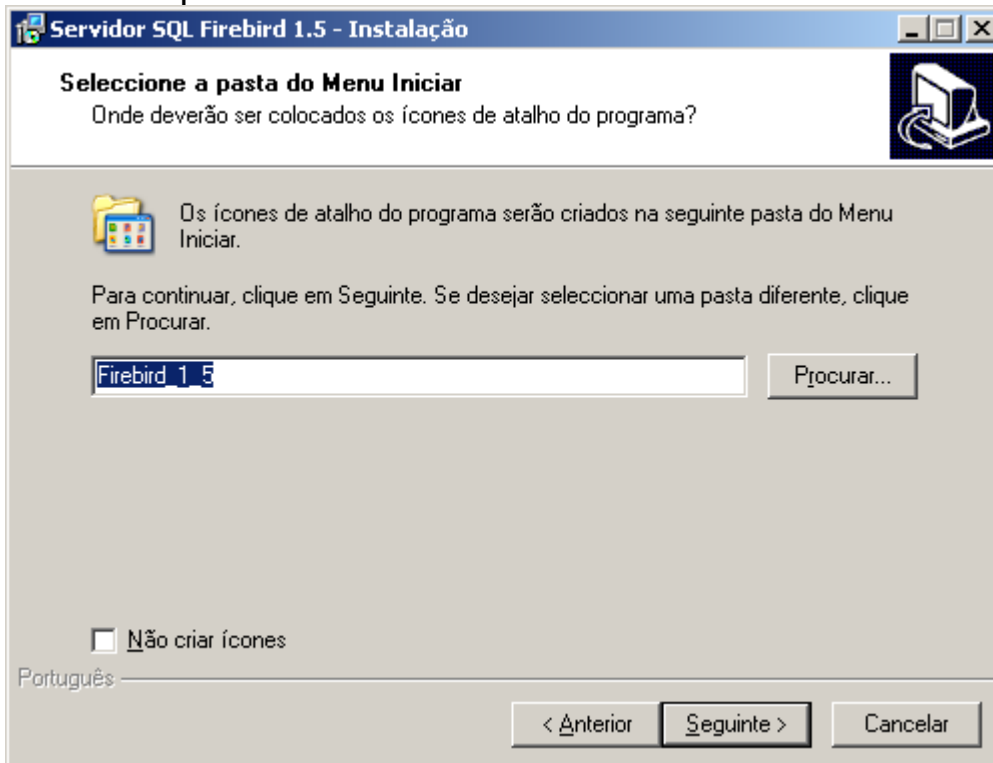 Servidor SQL Firebird 1.5 - Instalação
Seleccione a pasta do Menu Iniciar
Onde deverão ser colocados os ícones de atalho do programa?
Os ícones de atalho do programa serão criados na seguinte pasta do Menu
Iniciar.
Para continuar, clique em Seguinte. Se desejar seleccionar uma pasta diferente, clique
em Procurar.
Firebird_1_5
Procurar...
Não criar ícones
Português
< Anterior
Seguinte >
Cancelar